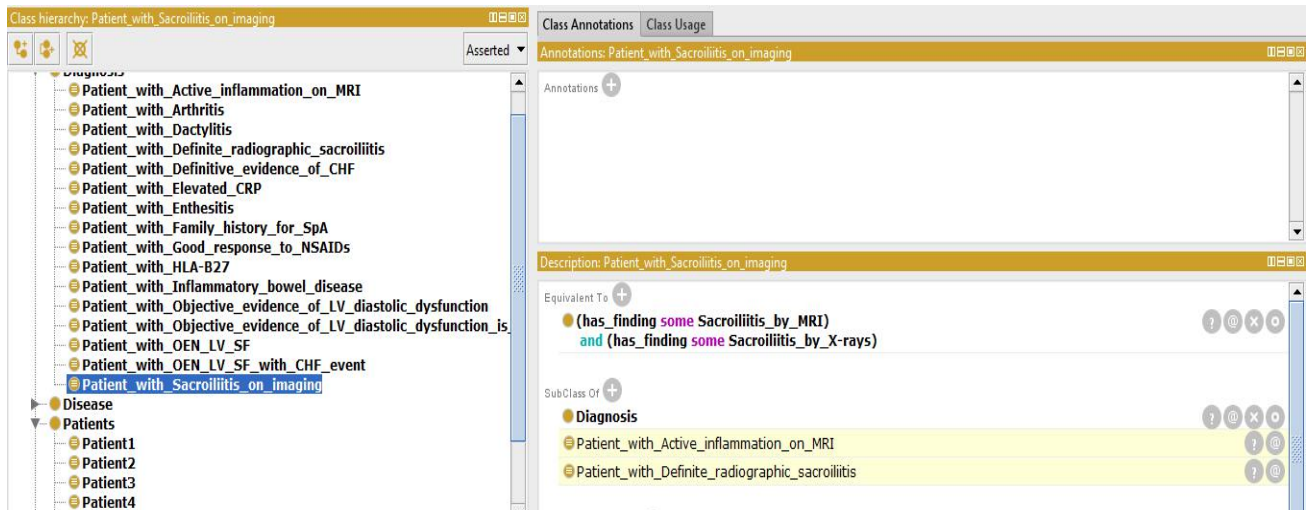 Class hierarchy: Patient_with_Sacroiliitis_on_imaging
Asserted
Diagnosis
Patient_with_Active_inflammation_on_MRI
Patient_with_Arthritis
Patient_with_Dactylitis
Patient_with_Definite_radiographic_sacroiliitis
Patient_with_Definitive_evidence_of_CHF
Patient_with_Elevated_CRP
Patient_with_Enthesitis
Patient_with_Family_history_for_SpA
Patient_with_Good_response_to_NSAIDs
Patient_with_HLA-B27
Patient_with_Inflammatory_bowel_disease
Patient_with_Objective_evidence_of_LV_diastolic_dysfunction
Patient_with_Objective_evidence_of_LV_diastolic_dysfunction_is_
Patient_with_OEN_LV_SF
Patient_with_OEN_LV_SF_with_CHF_event
Patient_with_Sacroiliitis_on_imaging
Disease
Patients
Patient1
Patient2
Patient3
Patient4
Class Annotations Class Usage
Annotations: Patient_with_Sacroiliitis_on_imaging
Annotations
Description: Patient_with_Sacroiliitis_on_imaging
Equivalent To
(has_finding some Sacroiliitis_by_MRI)
and (has_finding some Sacroiliitis_by_X-rays)
SubClass Of
Diagnosis
Patient_with_Active_inflammation_on_MRI
Patient_with_Definite_radiographic_sacroiliitis